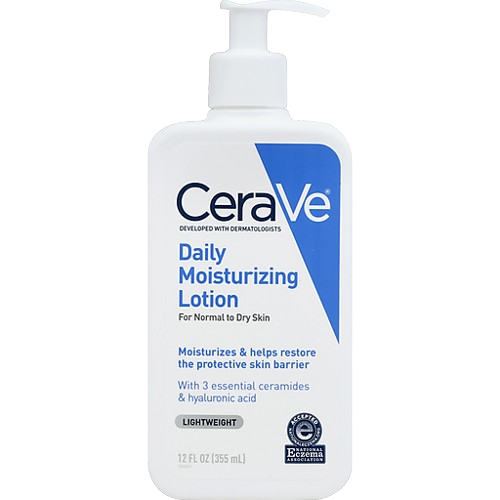 CeraVe®
DEVELOPED WITH DERMATOLOGISTS
Daily
Moisturizing
Lotion
For Normal to Dry Skin
Moisturizes & helps restore
the protective skin barrier
With 3 essential ceramides
& hyaluronic acid
LIGHTWEIGHT
12 FL OZ (355 mL)
ACCEPTED
NATIONAL
Eczema
ASSOCIATION